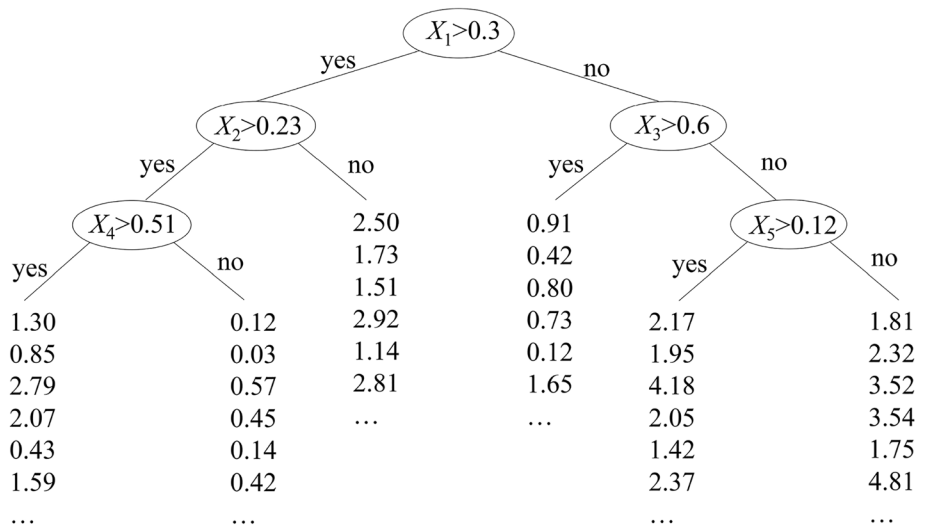 X1>0.3
yes
no
X2>0.23
X3>0.6
yes
no
yes
no
X4>0.51
2.50
0.91
X5>0.12
1.73
0.42
yes
no
1.51
0.80
yes
no
1.30
0.12
2.92
0.73
2.17
1.81
0.85
0.03
1.14
0.12
1.95
2.32
2.79
0.57
2.81
1.65
4.18
3.52
2.07
0.45
…
…
2.05
3.54
0.43
0.14
1.42
1.75
1.59
0.42
2.37
4.81
…
…
…
…